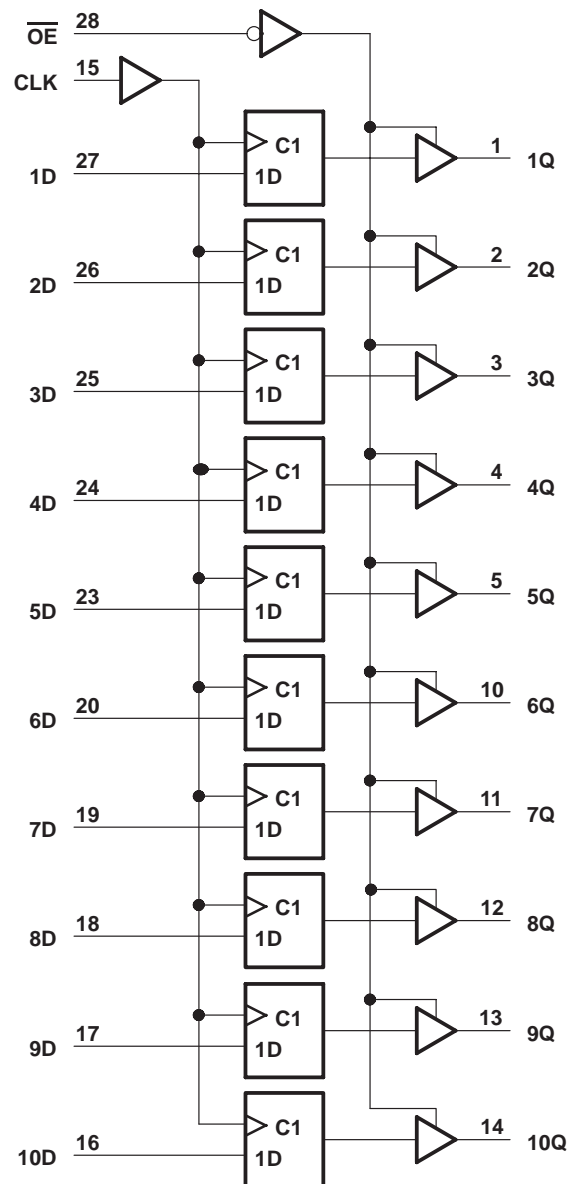 OE 28
CLK 15
C1
1D 27 1D 1 1Q
C1
2D 26 1D 2 2Q
C1
3D 25 1D 3 3Q
C1
4D 24 1D 4 4Q
C1
5D 23 1D 5 5Q
C1
6D 20 1D 10 6Q
C1
7D 19 1D 11 7Q
C1
8D 18 1D 12 8Q
C1
9D 17 1D 13 9Q
C1
10D 16 1D 14 10Q